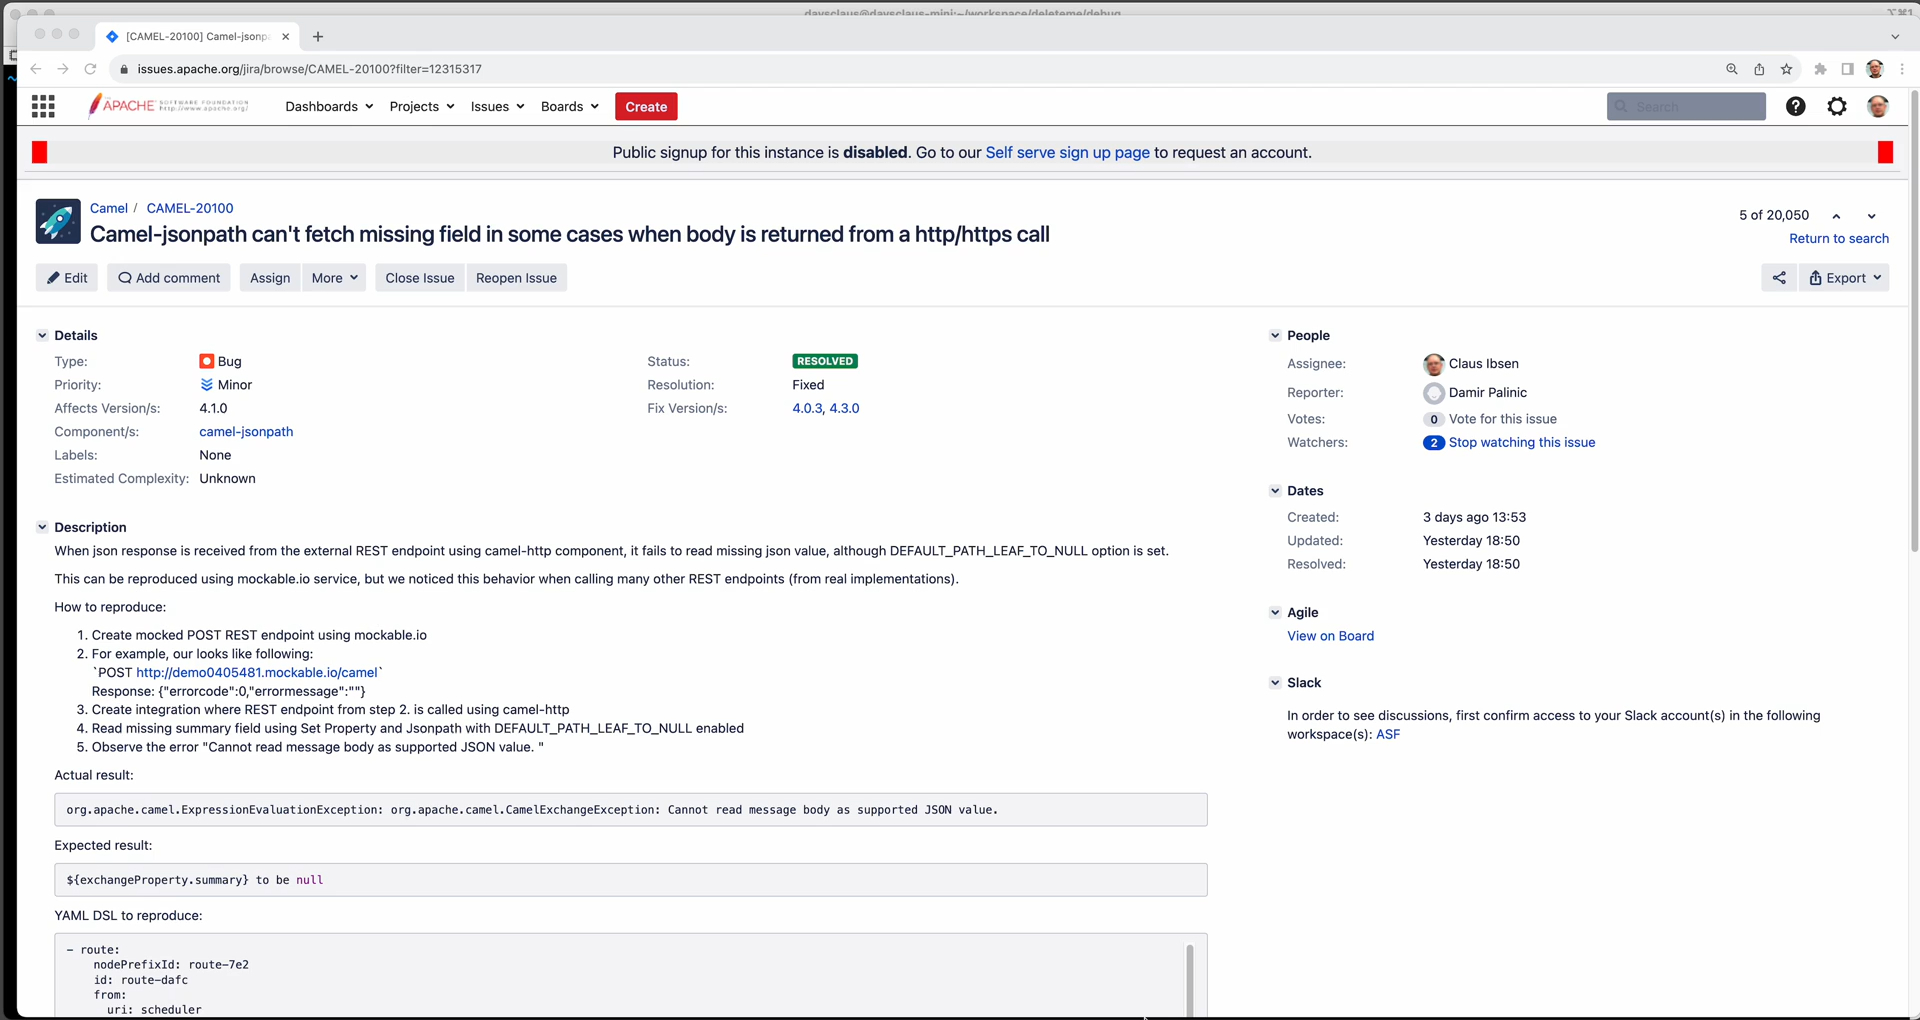 daysclaus@daysclaus-mini:~/workspace/deleteme/debug
[CAMEL-20100] Camel-jsonpa
issues.apache.org/jira/browse/CAMEL-20100?filter=12315317
APACHE SOFTWARE FOUNDATION
http://www.apache.org/
Dashboards Projects Issues Boards Create Search
Public signup for this instance is disabled. Go to our Self serve sign up page to request an account.
Camel / CAMEL-20100
Camel-jsonpath can't fetch missing field in some cases when body is returned from a http/https call
5 of 20,050
Return to search
Edit Add comment Assign More Close Issue Reopen Issue Export
Details
Type: Bug
Priority: Minor
Affects Version/s: 4.1.0
Component/s: camel-jsonpath
Labels: None
Estimated Complexity: Unknown
Status: RESOLVED
Resolution: Fixed
Fix Version/s: 4.0.3, 4.3.0
Description
When json response is received from the external REST endpoint using camel-http component, it fails to read missing json value, although DEFAULT_PATH_LEAF_TO_NULL option is set.
This can be reproduced using mockable.io service, but we noticed this behavior when calling many other REST endpoints (from real implementations).
How to reproduce:
1. Create mocked POST REST endpoint using mockable.io
2. For example, our looks like following:
`POST http://demo0405481.mockable.io/camel`
Response: {"errorcode":0,"errormessage":""}
3. Create integration where REST endpoint from step 2. is called using camel-http
4. Read missing summary field using Set Property and Jsonpath with DEFAULT_PATH_LEAF_TO_NULL enabled
5. Observe the error "Cannot read message body as supported JSON value. "
Actual result:
org.apache.camel.ExpressionEvaluationException: org.apache.camel.CamelExchangeException: Cannot read message body as supported JSON value.
Expected result:
${exchangeProperty.summary} to be null
YAML DSL to reproduce:
- route:
nodePrefixId: route-7e2
id: route-dafc
from:
uri: scheduler
People
Assignee: Claus Ibsen
Reporter: Damir Palinic
Votes: 0 Vote for this issue
Watchers: 2 Stop watching this issue
Dates
Created: 3 days ago 13:53
Updated: Yesterday 18:50
Resolved: Yesterday 18:50
Agile
View on Board
Slack
In order to see discussions, first confirm access to your Slack account(s) in the following
workspace(s): ASF